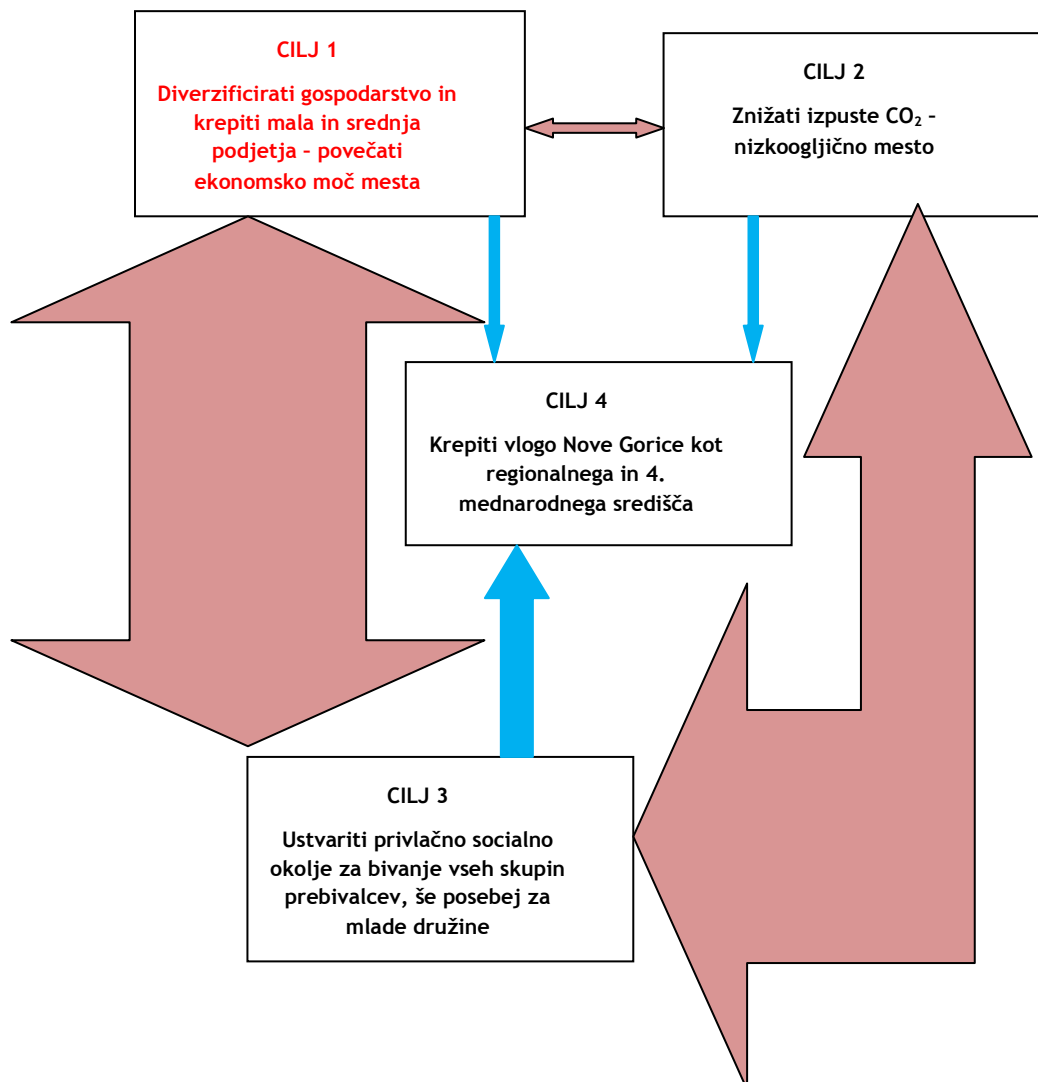 CILJ 1
Diverzificirati gospodarstvo in
krepiti mala in srednja
podjetja – povečati
ekonomsko moč mesta
CILJ 2
Znižati izpuste CO₂ –
nizkoogljično mesto
CILJ 4
Krepiti vlogo Nove Gorice kot
regionalnega in 4.
mednarodnega središča
CILJ 3
Ustvariti privlačno socialno
okolje za bivanje vseh skupin
prebivalcev, še posebej za
mlade družine